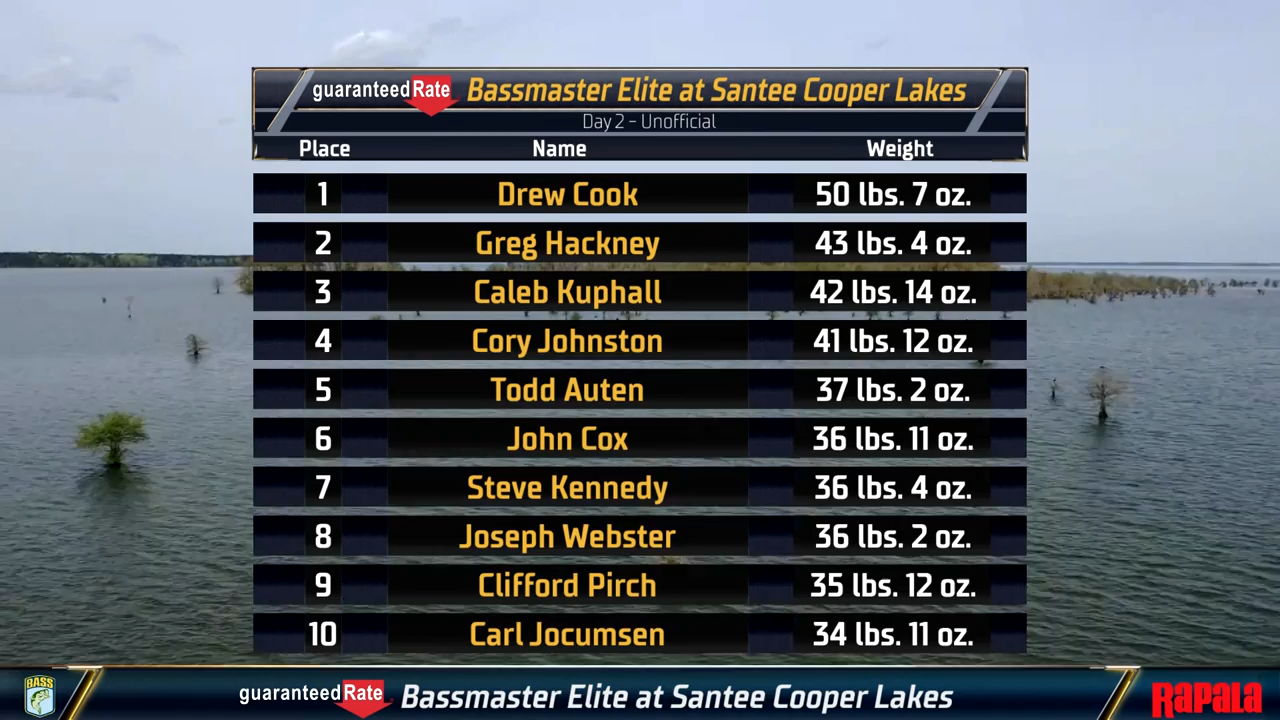 guaranteed Rate Bassmaster Elite at Santee Cooper Lakes
Day 2 - Unofficial
Place Name Weight
1 Drew Cook 50 lbs. 7 oz.
2 Greg Hackney 43 lbs. 4 oz.
3 Caleb Kuphall 42 lbs. 14 oz.
4 Cory Johnston 41 lbs. 12 oz.
5 Todd Auten 37 lbs. 2 oz.
6 John Cox 36 lbs. 11 oz.
7 Steve Kennedy 36 lbs. 4 oz.
8 Joseph Webster 36 lbs. 2 oz.
9 Clifford Pirch 35 lbs. 12 oz.
10 Carl Jocumsen 34 lbs. 11 oz.
BASS guaranteed Rate Bassmaster Elite at Santee Cooper Lakes RAPALA